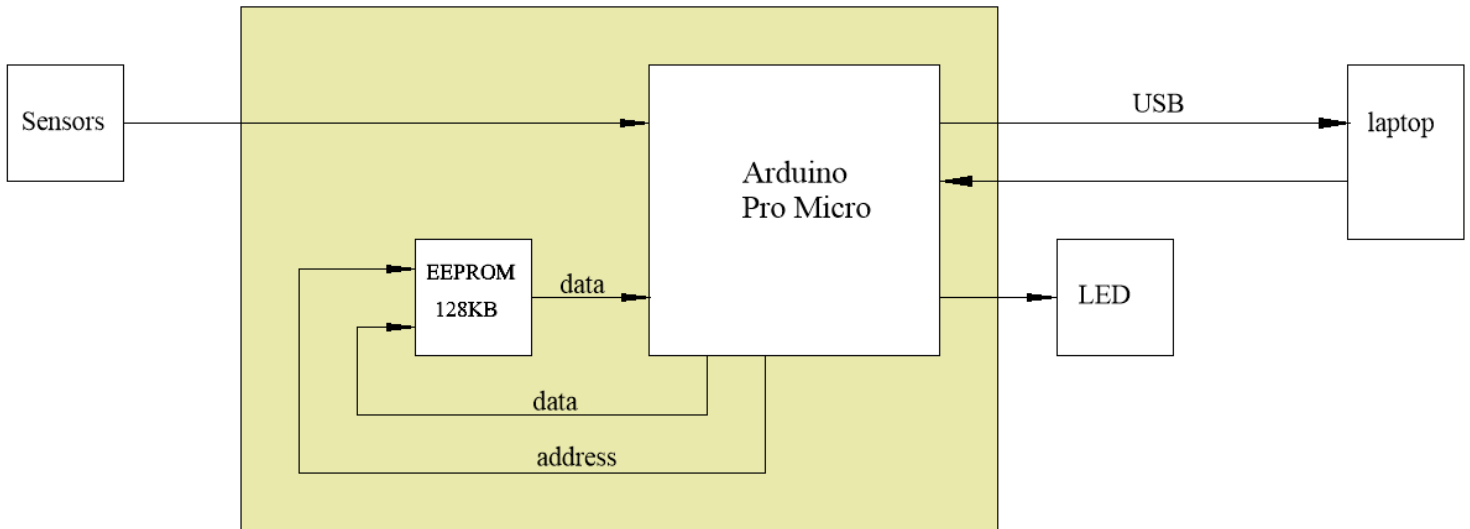 Sensors
Arduino
Pro Micro
USB
laptop
EEPROM
128KB
data
LED
data
address